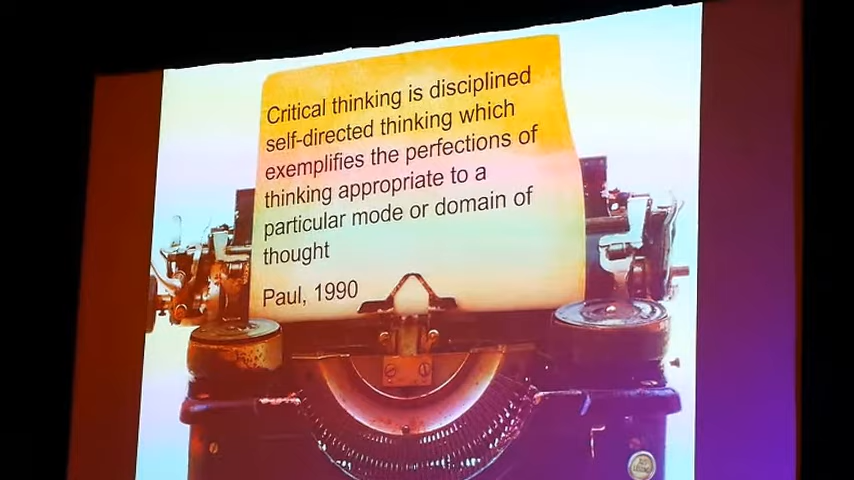 Critical thinking is disciplined
self-directed thinking which
exemplifies the perfections of
thinking appropriate to a
particular mode or domain of
thought
Paul, 1990